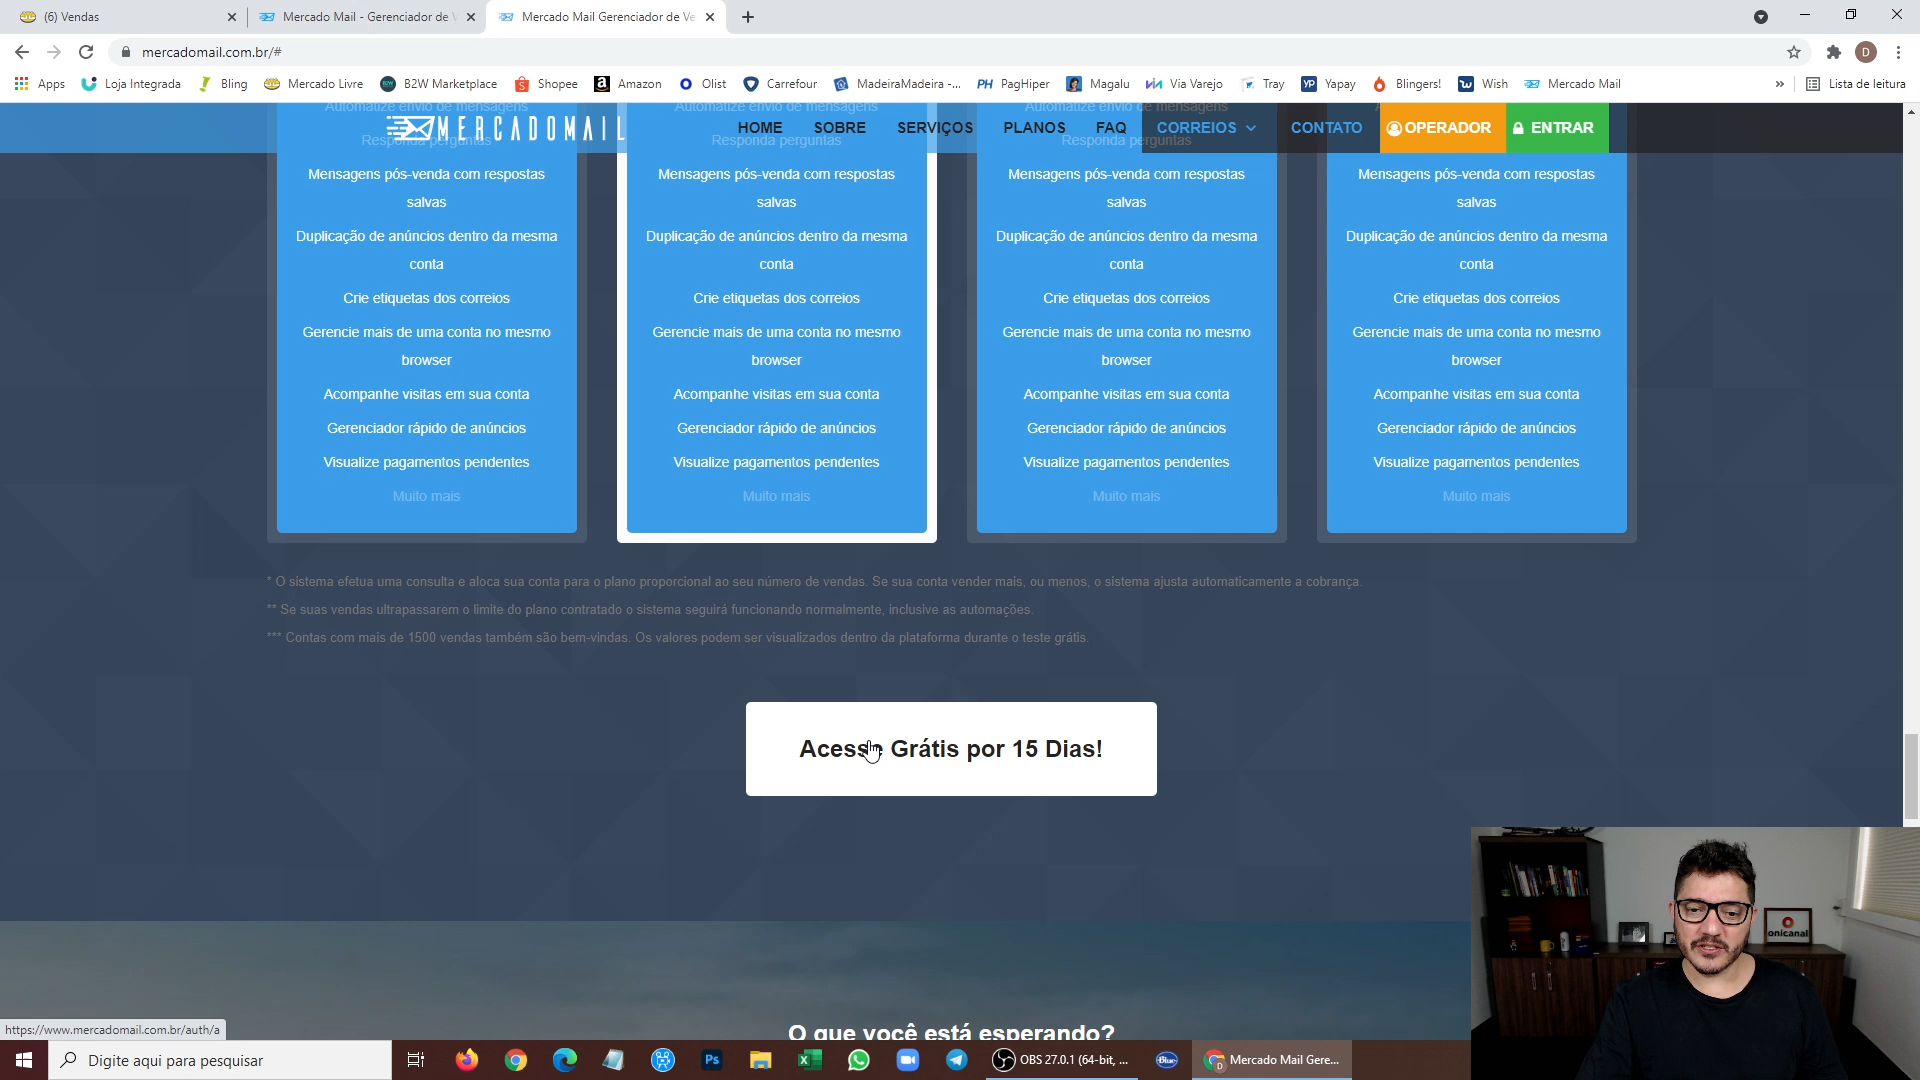 (6) Vendas
Mercado Mail - Gerenciador de V
Mercado Mail Gerenciador de Ve
mercadomail.com.br/#
D
Apps
Loja Integrada
Bling
Mercado Livre
B2W Marketplace
Shopee
Amazon
Olist
Carrefour
MadeiraMadeira -...
PagHiper
Magalu
Via Varejo
Tray
Yapay
Blingers!
Wish
Mercado Mail
»
Lista de leitura
MERCADOMAIL
HOME
SOBRE
SERVIÇOS
PLANOS
FAQ
CORREIOS
CONTATO
OPERADOR
ENTRAR
Automatize envio de mensagens
Responda perguntas
Mensagens pós-venda com respostas
salvas
Duplicação de anúncios dentro da mesma
conta
Crie etiquetas dos correios
Gerencie mais de uma conta no mesmo
browser
Acompanhe visitas em sua conta
Gerenciador rápido de anúncios
Visualize pagamentos pendentes
Muito mais
Automatize envio de mensagens
Responda perguntas
Mensagens pós-venda com respostas
salvas
Duplicação de anúncios dentro da mesma
conta
Crie etiquetas dos correios
Gerencie mais de uma conta no mesmo
browser
Acompanhe visitas em sua conta
Gerenciador rápido de anúncios
Visualize pagamentos pendentes
Muito mais
Automatize envio de mensagens
Responda perguntas
Mensagens pós-venda com respostas
salvas
Duplicação de anúncios dentro da mesma
conta
Crie etiquetas dos correios
Gerencie mais de uma conta no mesmo
browser
Acompanhe visitas em sua conta
Gerenciador rápido de anúncios
Visualize pagamentos pendentes
Muito mais
Mensagens pós-venda com respostas
salvas
Duplicação de anúncios dentro da mesma
conta
Crie etiquetas dos correios
Gerencie mais de uma conta no mesmo
browser
Acompanhe visitas em sua conta
Gerenciador rápido de anúncios
Visualize pagamentos pendentes
Muito mais
* O sistema efetua uma consulta e aloca sua conta para o plano proporcional ao seu número de vendas. Se sua conta vender mais, ou menos, o sistema ajusta automaticamente a cobrança.
** Se suas vendas ultrapassarem o limite do plano contratado o sistema seguirá funcionando normalmente, inclusive as automações.
*** Contas com mais de 1500 vendas também são bem-vindas. Os valores podem ser visualizados dentro da plataforma durante o teste grátis.
Acesse Grátis por 15 Dias!
onicanal
O que você está esperando?
https://www.mercadomail.com.br/auth/a
Digite aqui para pesquisar
Ps
OBS 27.0.1 (64-bit, ...
Blue
Mercado Mail Gere...